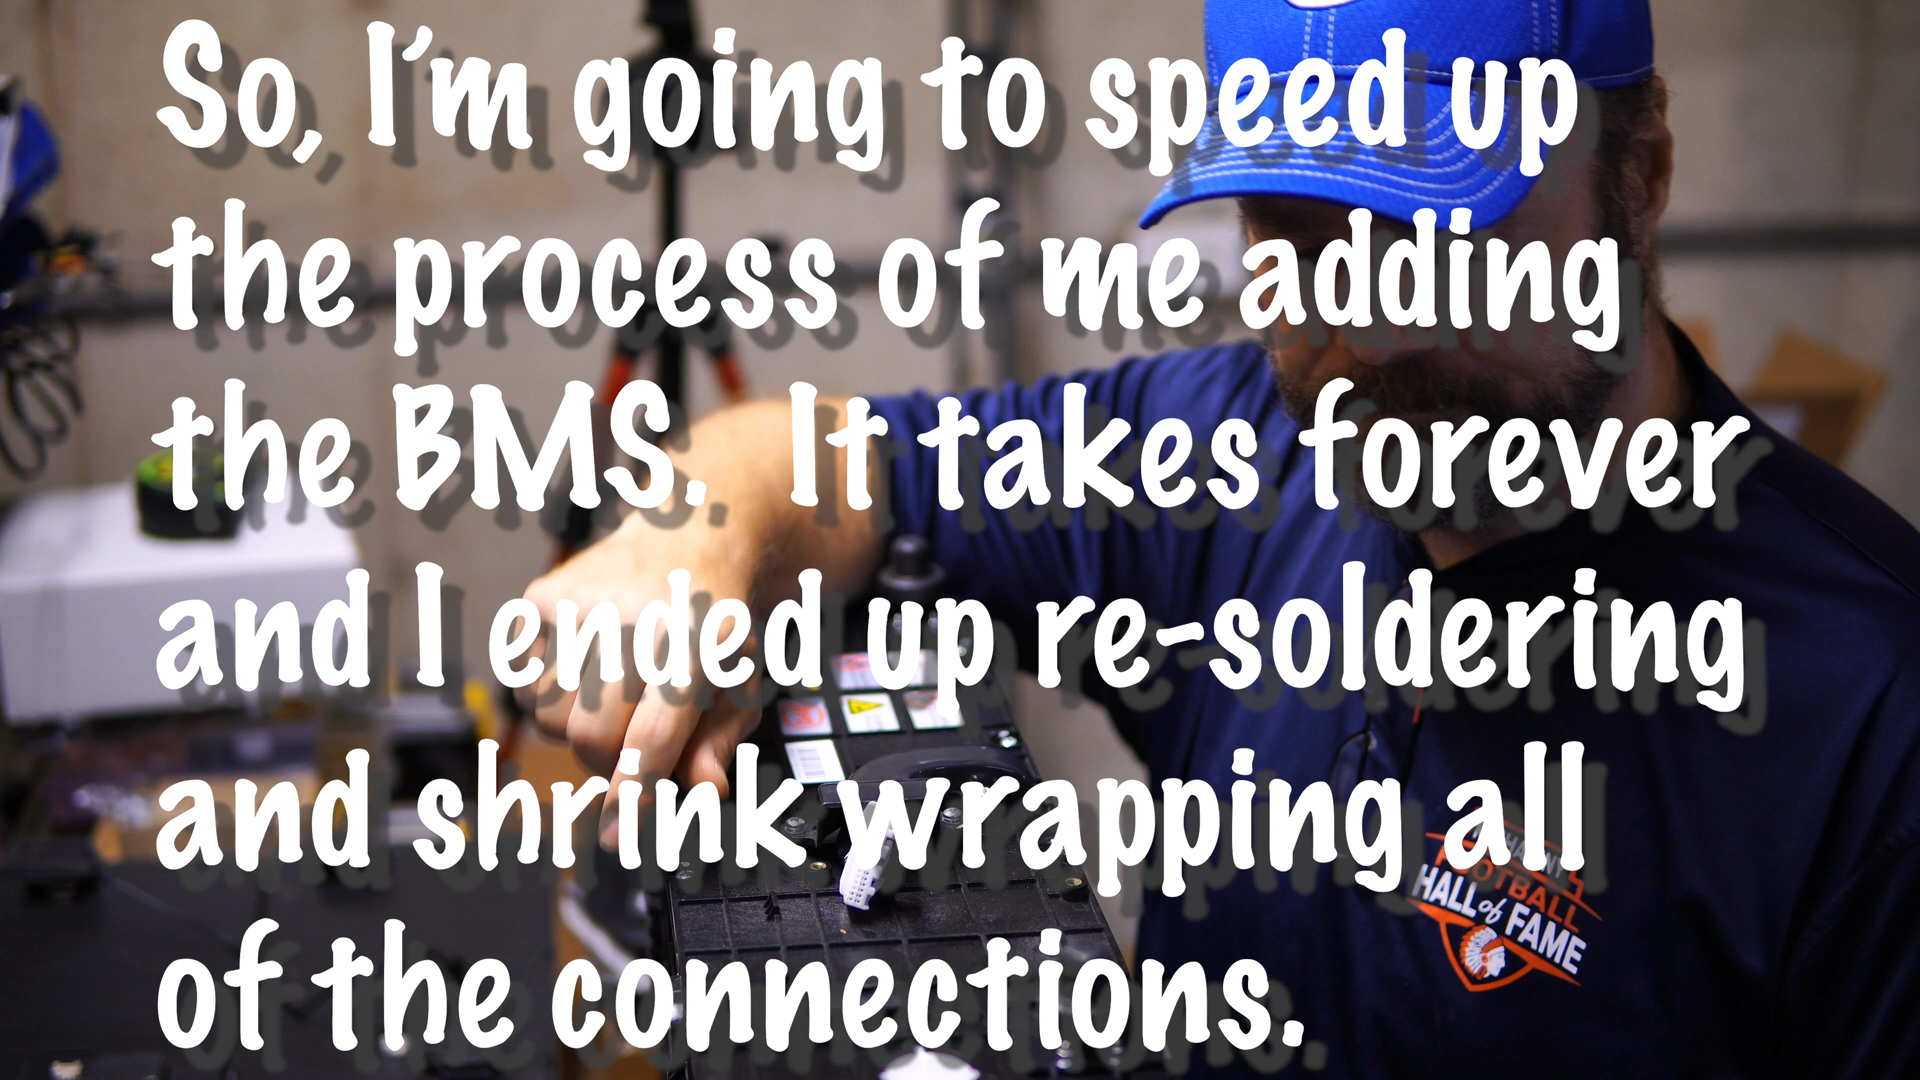 So, I'm going to speed up
the process of me adding
the BMS.  It takes forever
and I ended up re-soldering
and shrink wrapping all
of the connections.
FOOTBALL
HALL of FAME